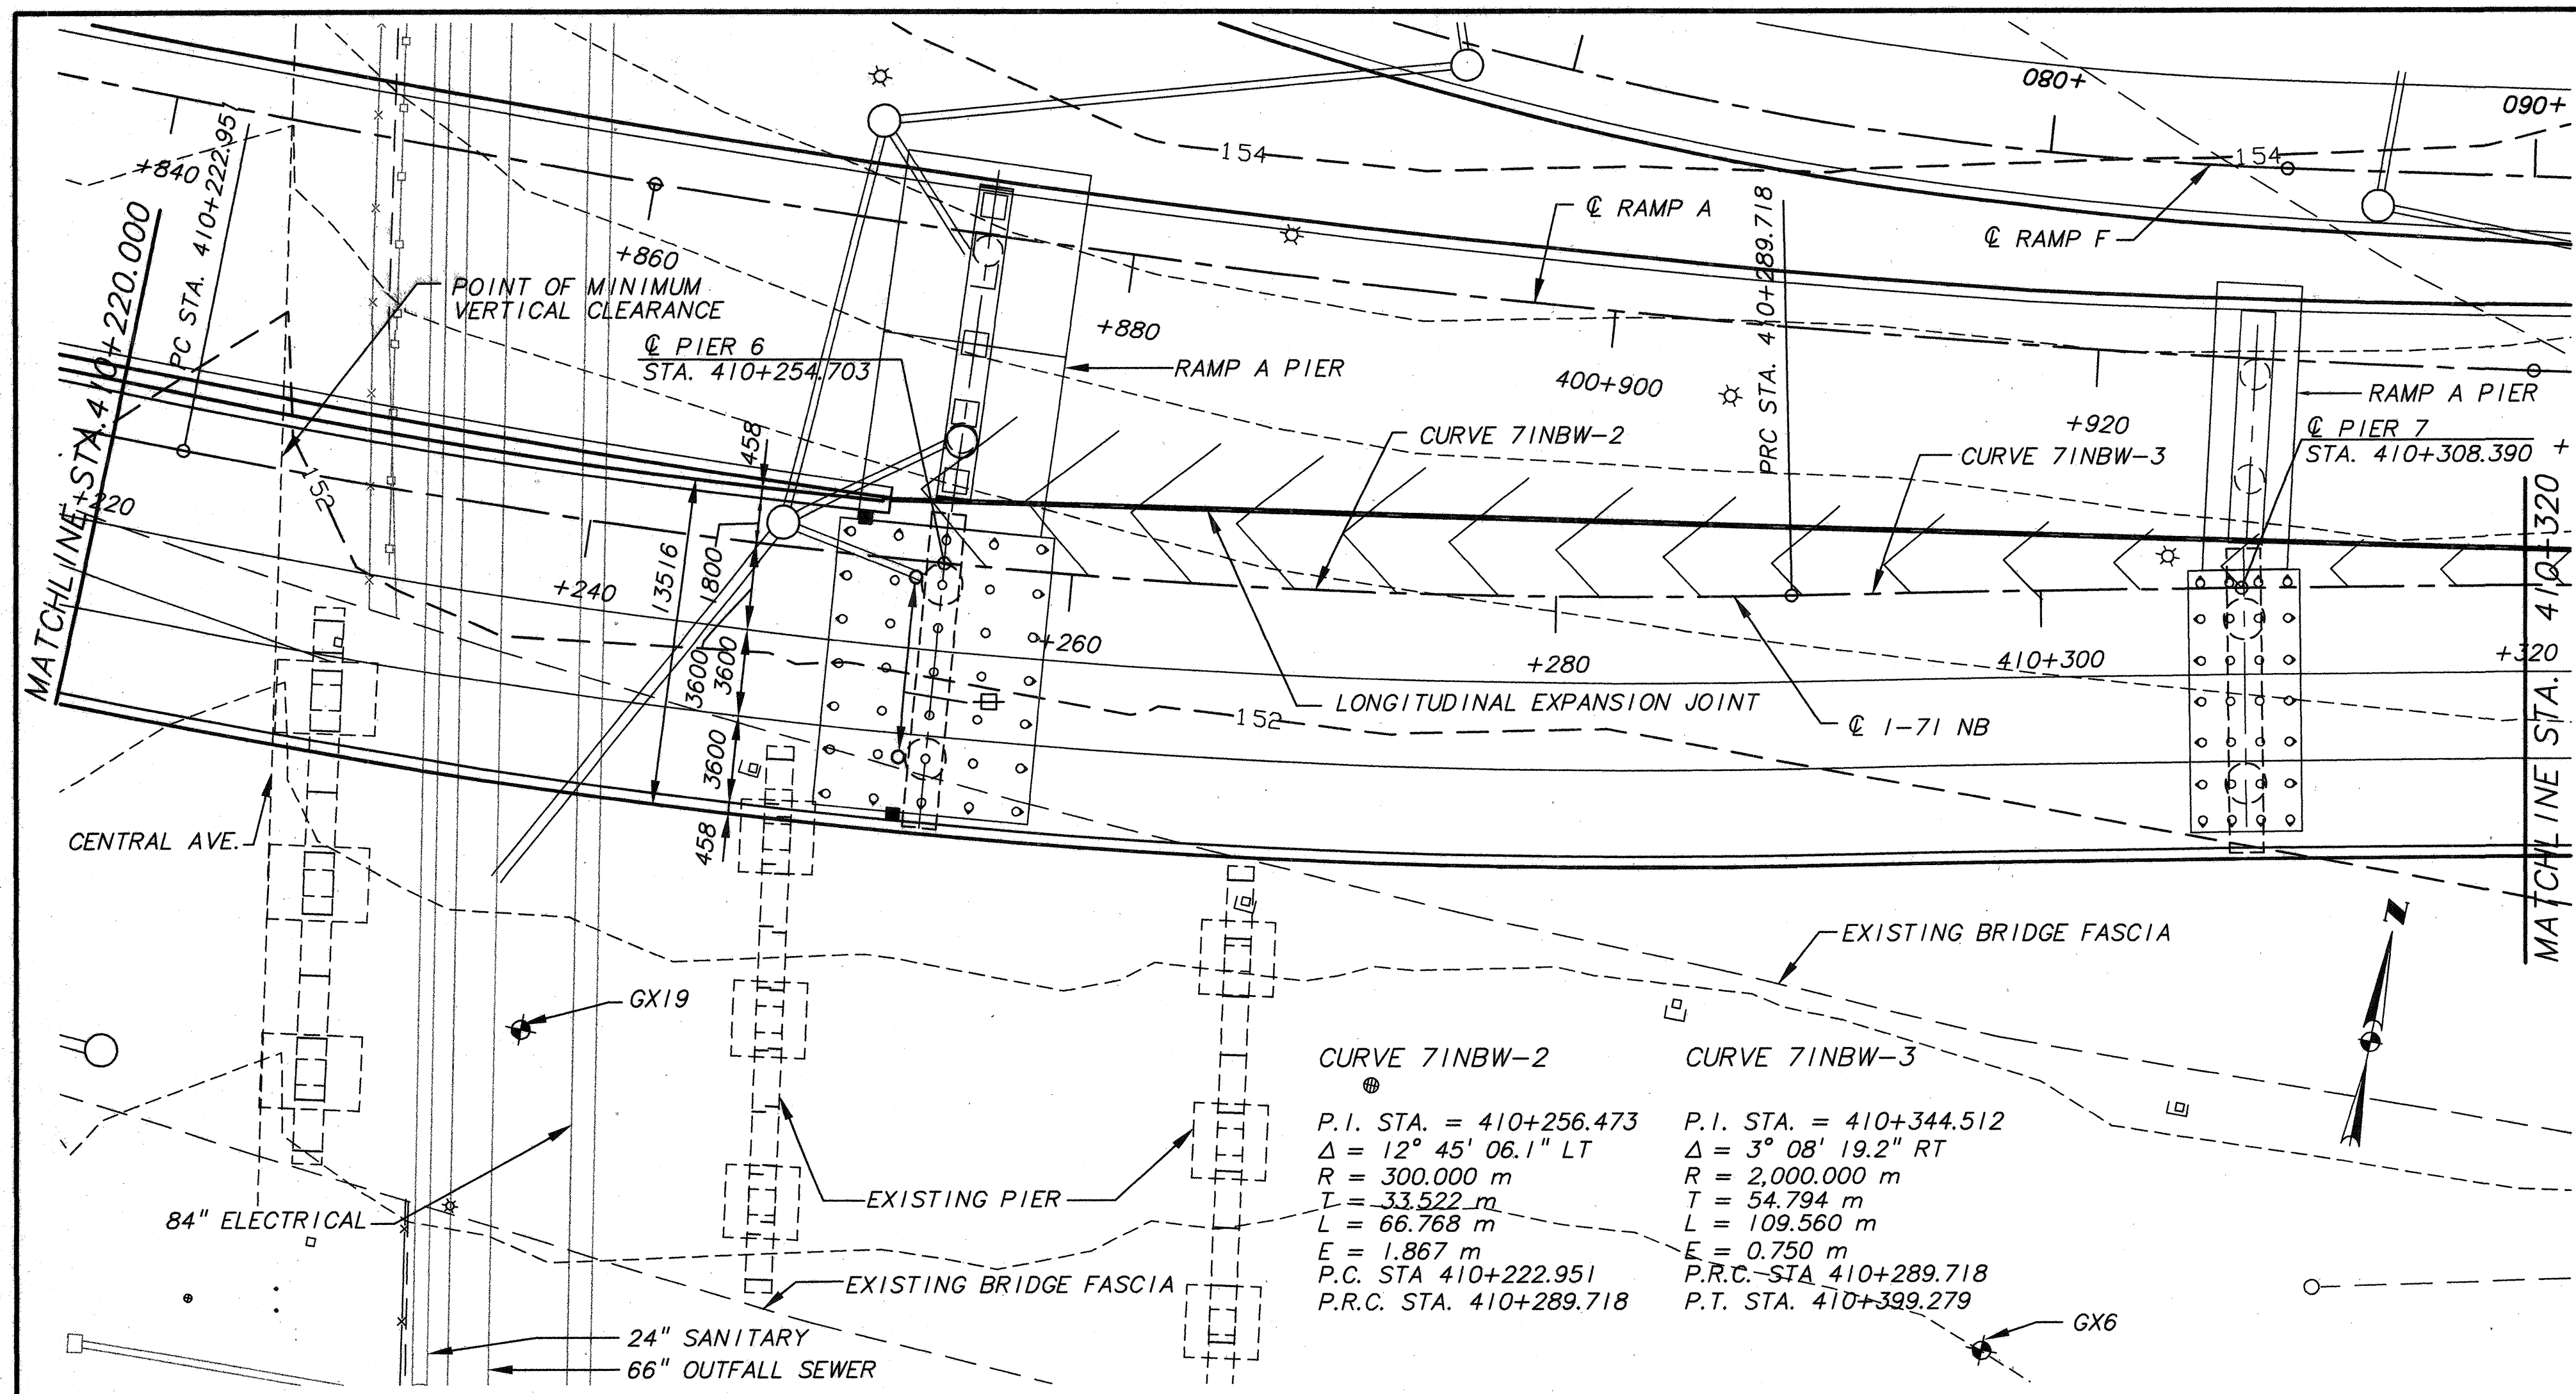 080+
090+
154
154
+840
PC STA. 410+222.951
MATCHLINE STA.410+220.000
℄ RAMP A
℄ RAMP F
PRC STA. 410+289.718
+860
POINT OF MINIMUM
VERTICAL CLEARANCE
℄ PIER 6
STA. 410+254.703
+880
RAMP A PIER
400+900
RAMP A PIER
+920
℄ PIER 7
STA. 410+308.390
+
458
CURVE 71NBW-2
CURVE 71NBW-3
152
+220
+240
13516
1800
3600
3600
3600
458
+260
+280
410+300
+320
MATCHLINE STA. 410+320
LONGITUDINAL EXPANSION JOINT
152
℄ I-71 NB
CENTRAL AVE.
EXISTING BRIDGE FASCIA
N
GX19
CURVE 71NBW-2
P.I. STA. = 410+256.473
Δ = 12° 45' 06.1" LT
R = 300.000 m
T = 33.522 m
L = 66.768 m
E = 1.867 m
P.C. STA 410+222.951
P.R.C. STA. 410+289.718
CURVE 71NBW-3
P.I. STA. = 410+344.512
Δ = 3° 08' 19.2" RT
R = 2,000.000 m
T = 54.794 m
L = 109.560 m
E = 0.750 m
P.R.C. STA 410+289.718
P.T. STA. 410+399.279
EXISTING PIER
84" ELECTRICAL
EXISTING BRIDGE FASCIA
24" SANITARY
66" OUTFALL SEWER
GX6